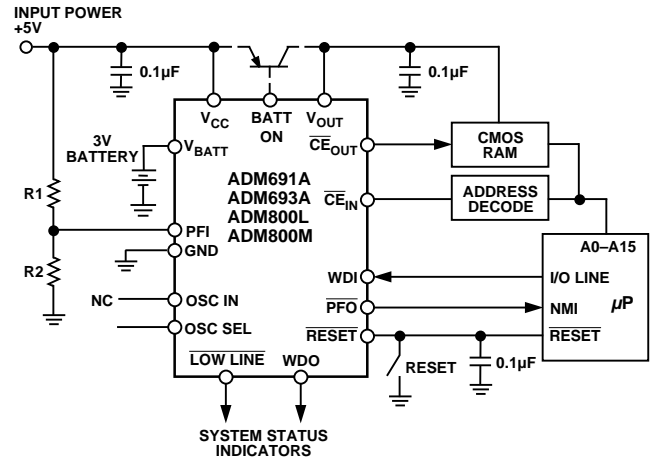 INPUT POWER
+5V
0.1µF
0.1µF
VCC
BATT
ON
VOUT
3V
BATTERY
VBATT
CEOUT
CMOS
RAM
ADM691A
ADM693A
ADM800L
ADM800M
CEIN
ADDRESS
DECODE
R1
PFI
GND
A0–A15
R2
WDI
I/O LINE
µP
NC
OSC IN
PFO
NMI
OSC SEL
RESET
RESET
LOW LINE
WDO
RESET
0.1µF
SYSTEM STATUS
INDICATORS